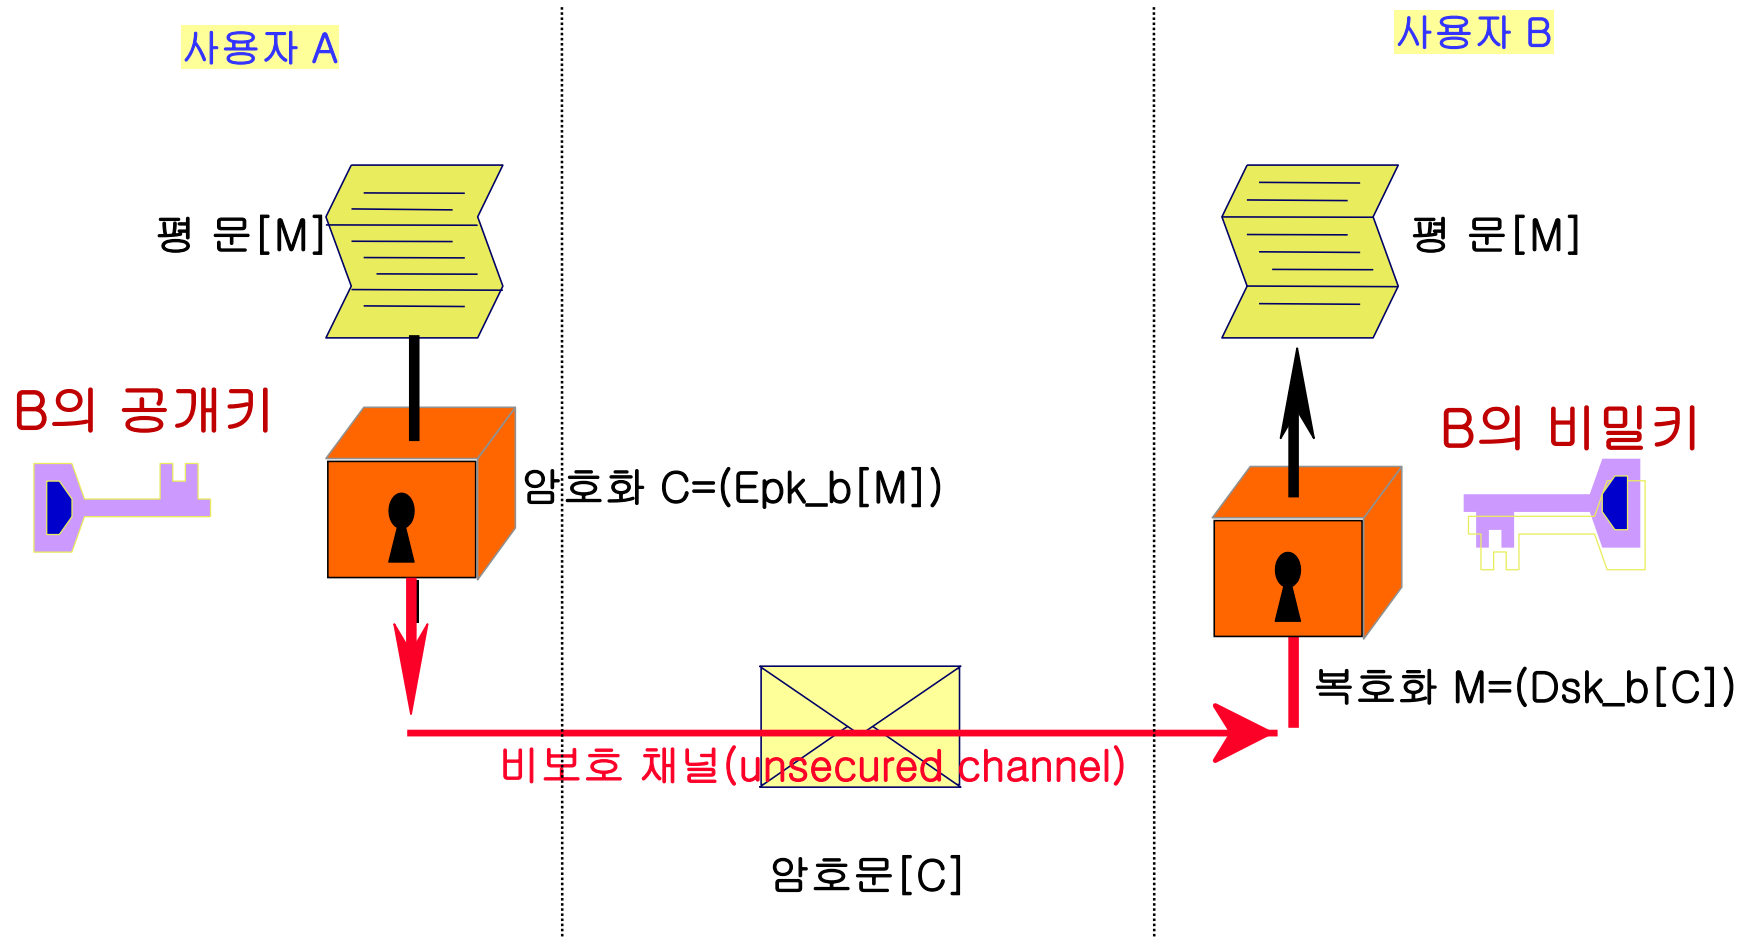 사용자 A
사용자 B
평 문[M]
평 문[M]
B의 공개키
B의 비밀키
암호화 C=(Epk_b[M])
복호화 M=(Dsk_b[C])
비보호 채널(unsecured channel)
암호문[C]